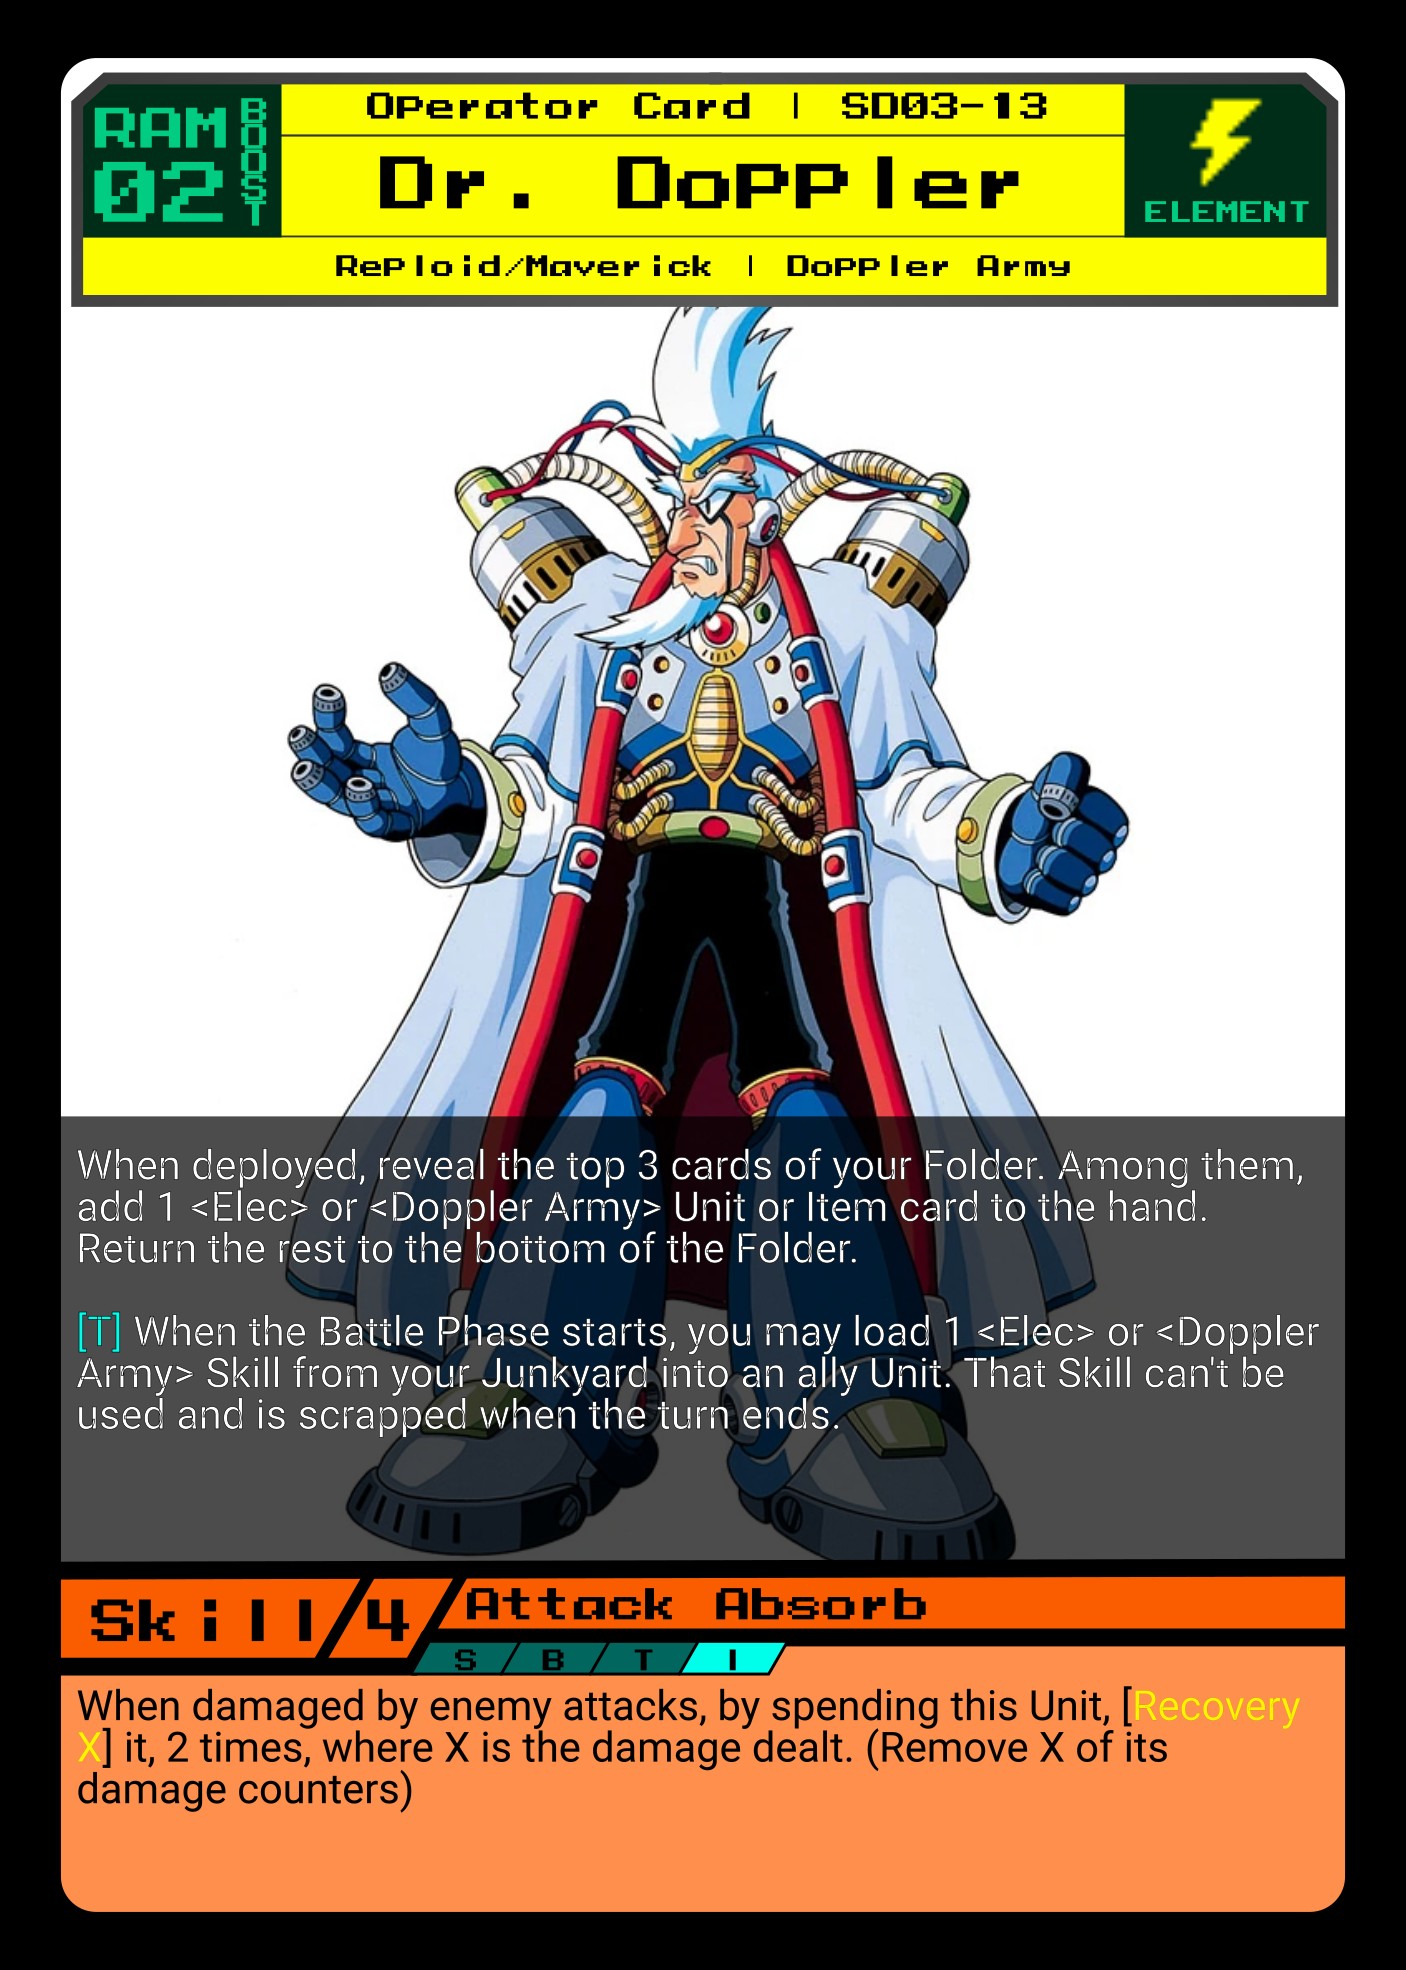 RAM
02
BOOST
Operator Card | SD03-13
Dr. Doppler
ELEMENT
Reploid/Maverick | Doppler Army
When deployed, reveal the top 3 cards of your Folder. Among them,
add 1 <Elec> or <Doppler Army> Unit or Item card to the hand.
Return the rest to the bottom of the Folder.
[T] When the Battle Phase starts, you may load 1 <Elec> or <Doppler
Army> Skill from your Junkyard into an ally Unit. That Skill can't be
used and is scrapped when the turn ends.
Skill/4 Attack Absorb
S / B / T / I
When damaged by enemy attacks, by spending this Unit, [Recovery
X] it, 2 times, where X is the damage dealt. (Remove X of its
damage counters)